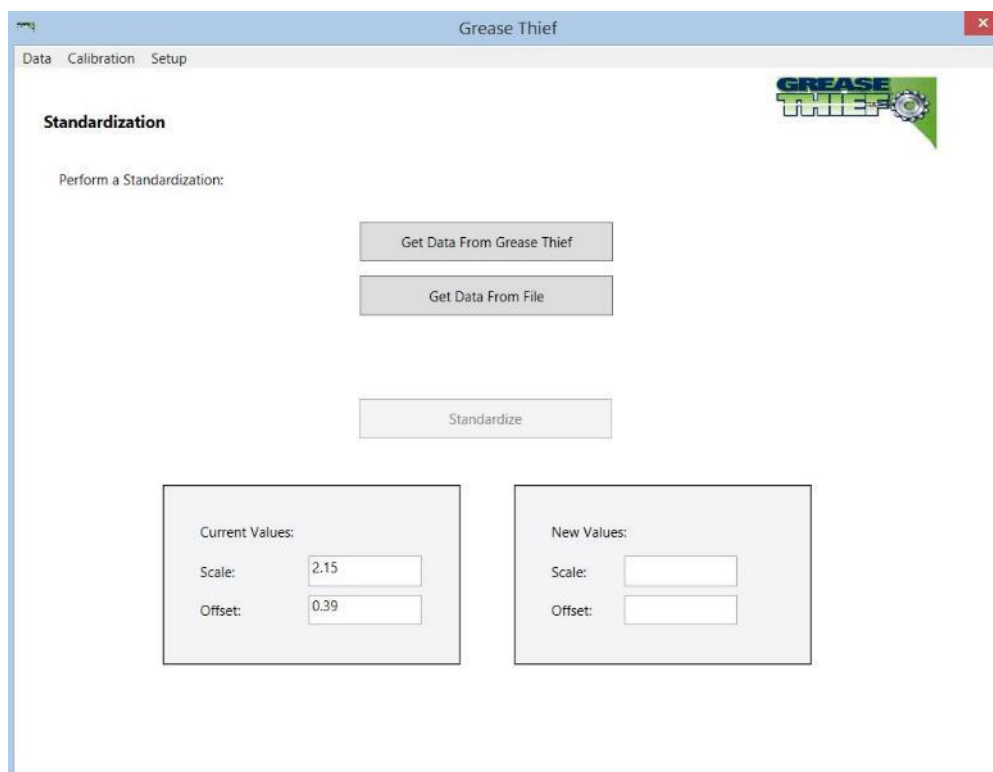 Grease Thief
Data Calibration Setup
GREASE
THIEF
Standardization
Perform a Standardization:
Get Data From Grease Thief
Get Data From File
Standardize
Current Values:
Scale: 2.15
Offset: 0.39
New Values:
Scale:
Offset: